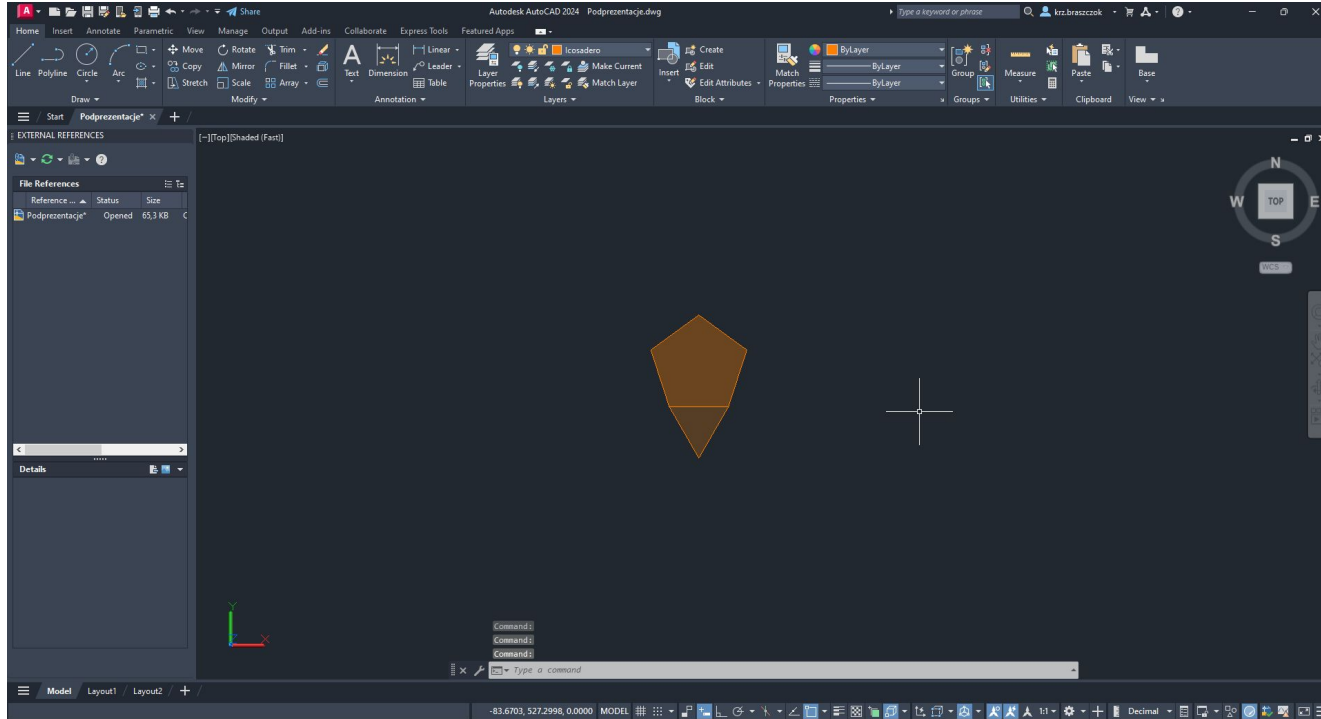 A Share Autodesk AutoCAD 2024 Podprezentacje.dwg Type a keyword or phrase krz.braszczok
Home Insert Annotate Parametric View Manage Output Add-ins Collaborate Express Tools Featured Apps
Line Polyline Circle Arc
Move Rotate Trim
Copy Mirror Fillet
Stretch Scale Array
A Text Dimension
Linear
Leader
Table
Layer Properties
Icosadero
Make Current
Match Layer
Insert
Create
Edit
Edit Attributes
Match Properties
ByLayer
ByLayer
ByLayer
Group Measure Paste Base
Draw Modify Annotation Layers Block Properties Groups Utilities Clipboard View
Start Podprezentacje*
EXTERNAL REFERENCES
[−][Top][Shaded (Fast)]
File References
Reference ... Status Size
Podprezentacje* Opened 65,3 KB C
Details
N
W TOP E
S
WCS
Y
X
Command:
Command:
Command:
Type a command
Model Layout1 Layout2
-83.6703, 527.2998, 0.0000 MODEL 1:1 Decimal